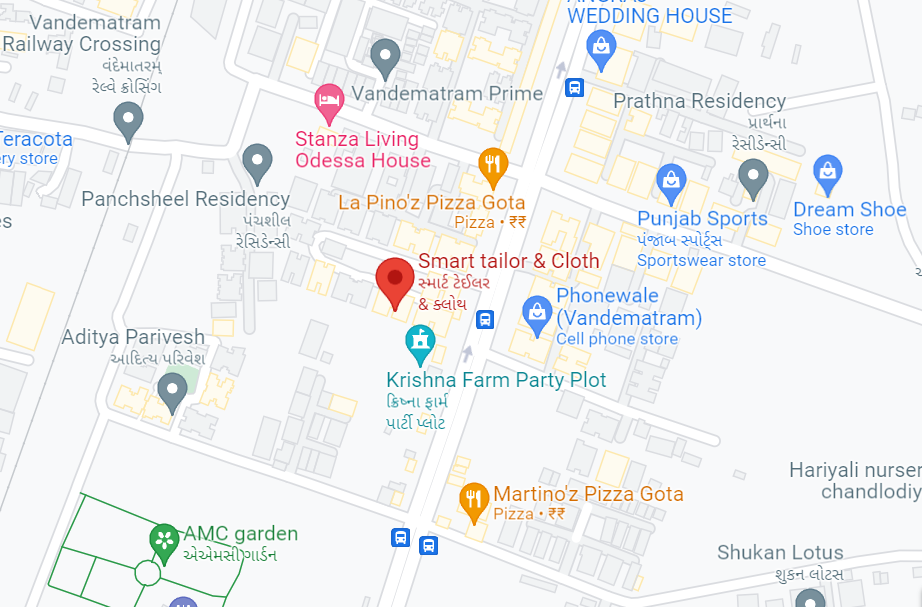 WEDDING HOUSE
Vandematram
Railway Crossing
વંદેમાતરમ્
રેલ્વે ક્રોસિંગ
Vandematram Prime
Prathna Residency
પ્રાર્થના
રેસીડેન્સી
Stanza Living
Odessa House
Teracota
ery store
Panchsheel Residency
પંચશીલ
રેસિડેન્સી
La Pino'z Pizza Gota
Pizza • ₹₹
Punjab Sports
પંજાબ સ્પોર્ટ્સ
Sportswear store
Dream Shoe
Shoe store
es
Smart tailor & Cloth
સ્માર્ટ ટેઈલર
& ક્લોથ
Phonewale
(Vandematram)
Cell phone store
Aditya Parivesh
આદિત્ય પરિવેશ
Krishna Farm Party Plot
ક્રિષ્ના ફાર્મ
પાર્ટી પ્લોટ
Hariyali nurser
chandlodiy
Martino'z Pizza Gota
Pizza • ₹₹
AMC garden
એએમસી ગાર્ડન
Shukan Lotus
શુકન લોટસ